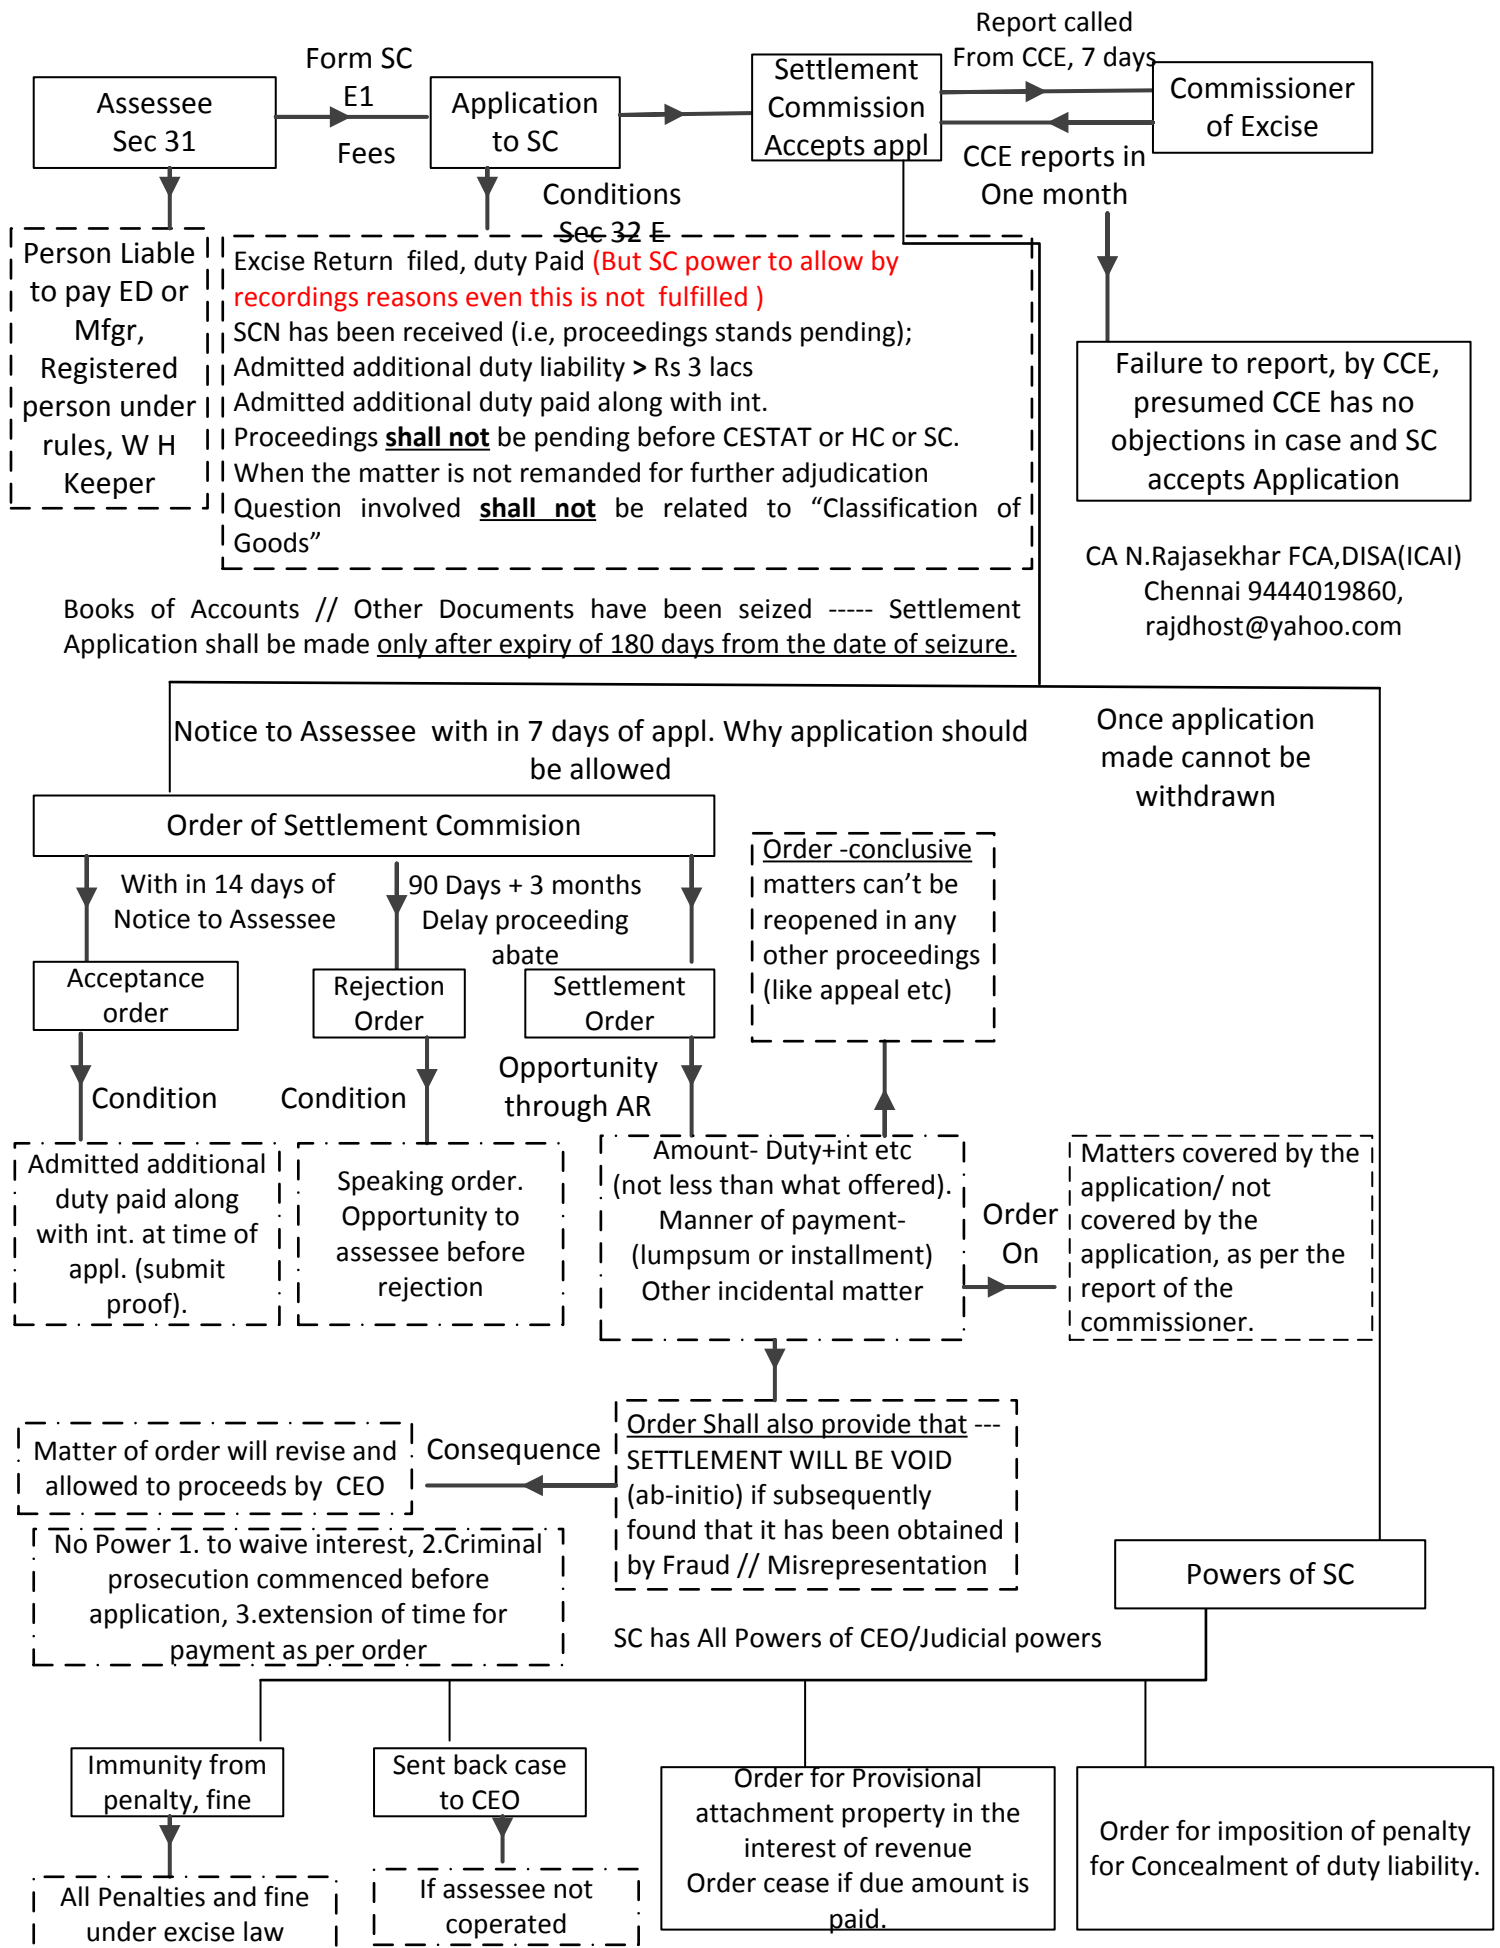 Assessee
Sec 31
Form SC
E1
Fees
Application
to SC
Settlement
Commission
Accepts appl
Report called
From CCE, 7 days
Commissioner
of Excise
CCE reports in
One month
Conditions
Sec 32 E
Person Liable
to pay ED or
Mfgr,
Registered
person under
rules, W H
Keeper
Excise Return  filed, duty Paid (But SC power to allow by
recordings reasons even this is not  fulfilled )
SCN has been received (i.e, proceedings stands pending);
Admitted additional duty liability > Rs 3 lacs
Admitted additional duty paid along with int.
Proceedings shall not be pending before CESTAT or HC or SC.
When the matter is not remanded for further adjudication
Question involved shall not be related to “Classification of
Goods”
Failure to report, by CCE,
presumed CCE has no
objections in case and SC
accepts Application
CA N.Rajasekhar FCA,DISA(ICAI)
Chennai 9444019860,
rajdhost@yahoo.com
Books of Accounts // Other Documents have been seized ----- Settlement
Application shall be made only after expiry of 180 days from the date of seizure.
Notice to Assessee  with in 7 days of appl. Why application should
be allowed
Once application
made cannot be
withdrawn
Order of Settlement Commision
With in 14 days of
Notice to Assessee
90 Days + 3 months
Delay proceeding
abate
Order -conclusive
matters can’t be
reopened in any
other proceedings
(like appeal etc)
Acceptance
order
Rejection
Order
Settlement
Order
Condition
Condition
Opportunity
through AR
Admitted additional
duty paid along
with int. at time of
appl. (submit
proof).
Speaking order.
Opportunity to
assessee before
rejection
Amount- Duty+int etc
(not less than what offered).
Manner of payment-
(lumpsum or installment)
Other incidental matter
Order
On
Matters covered by the
application/ not
covered by the
application, as per the
report of the
commissioner.
Matter of order will revise and
allowed to proceeds by  CEO
Consequence
Order Shall also provide that ---
SETTLEMENT WILL BE VOID
(ab-initio) if subsequently
found that it has been obtained
by Fraud // Misrepresentation
No Power 1. to waive interest, 2.Criminal
prosecution commenced before
application, 3.extension of time for
payment as per order
SC has All Powers of CEO/Judicial powers
Powers of SC
Immunity from
penalty, fine
Sent back case
to CEO
Order for Provisional
attachment property in the
interest of revenue
Order cease if due amount is
paid.
Order for imposition of penalty
for Concealment of duty liability.
All Penalties and fine
under excise law
If assessee not
coperated